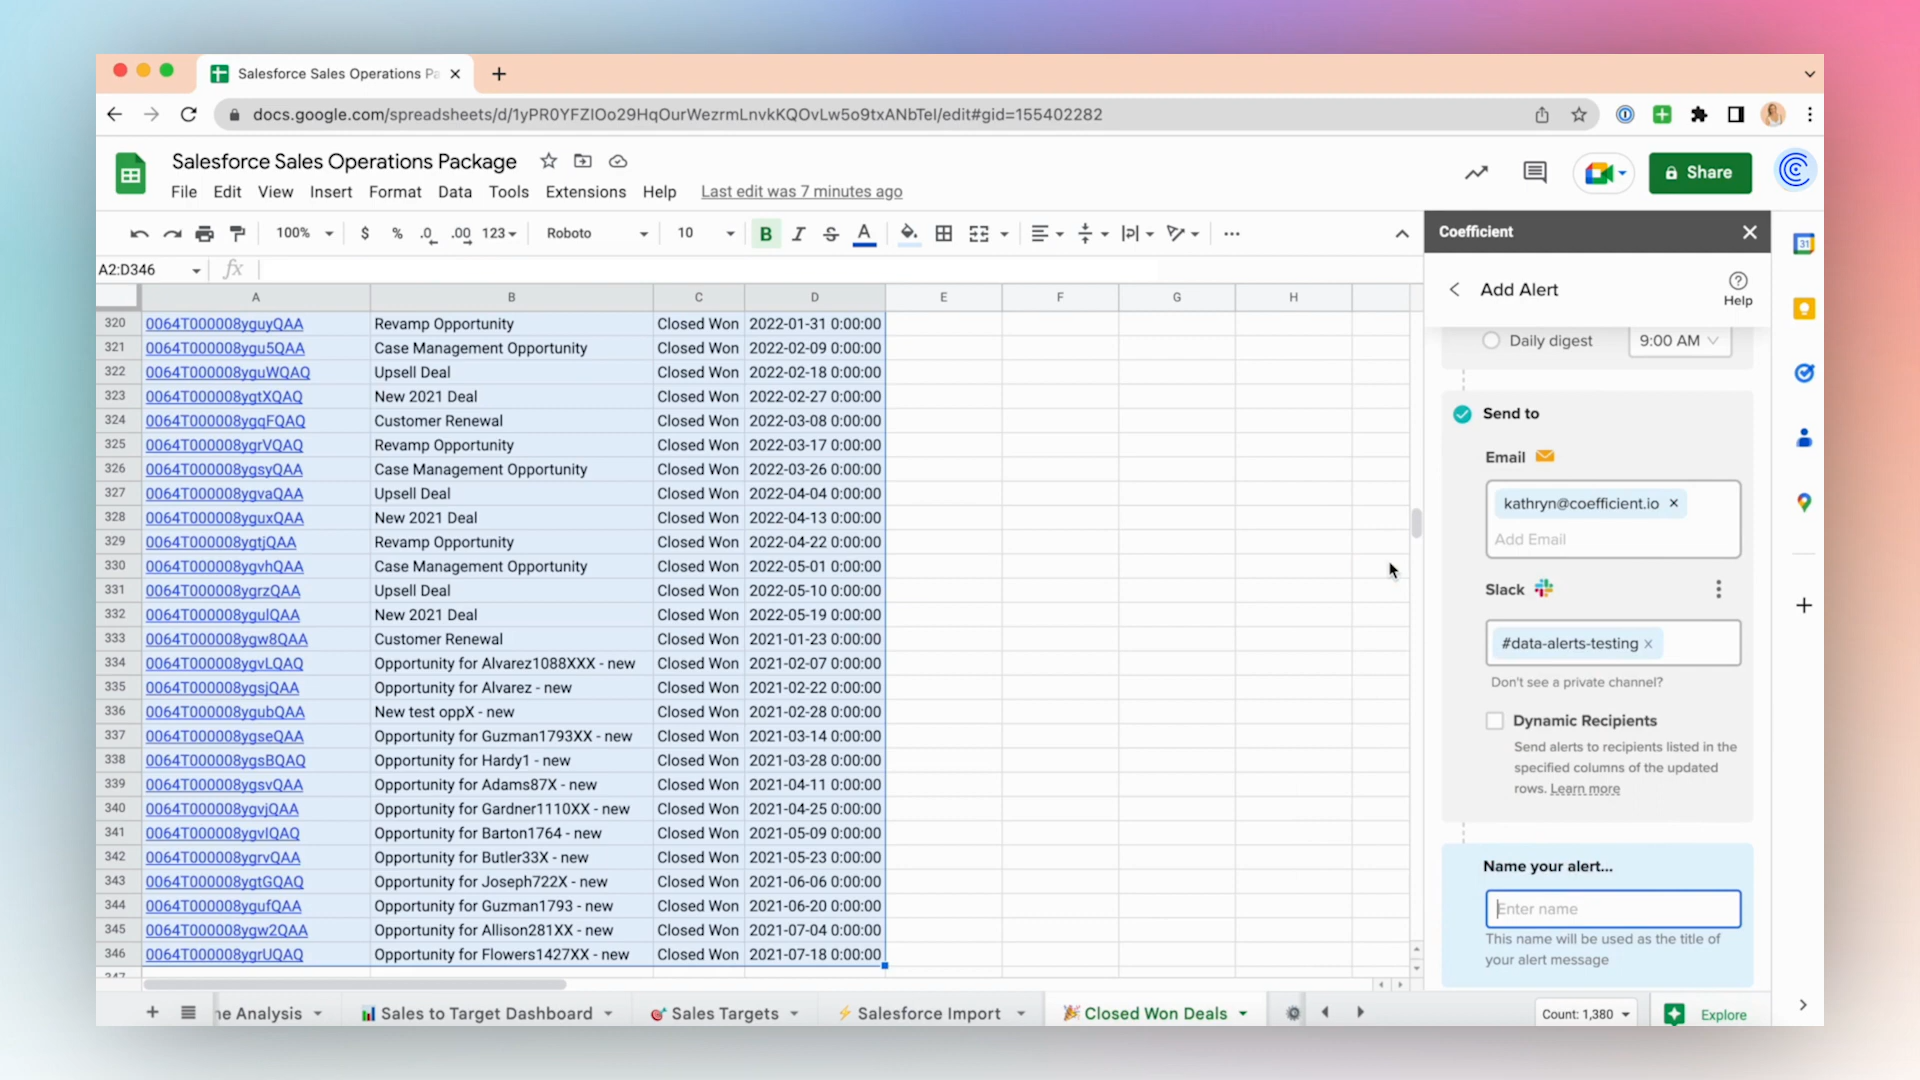 Salesforce Sales Operations Pa
docs.google.com/spreadsheets/d/1yPR0YFZIOo29HqOurWezrmLnvkKQOvLw5o9txANbTeI/edit#gid=155402282
Salesforce Sales Operations Package
File Edit View Insert Format Data Tools Extensions Help Last edit was 7 minutes ago
Share
100% $ % .0 .00 123 Roboto 10 B I S A
A2:D346 fx
A B C D E F G H
320 0064T000008yguyQAA Revamp Opportunity Closed Won 2022-01-31 0:00:00
321 0064T000008ygu5QAA Case Management Opportunity Closed Won 2022-02-09 0:00:00
322 0064T000008yguWQAQ Upsell Deal Closed Won 2022-02-18 0:00:00
323 0064T000008ygtXQAQ New 2021 Deal Closed Won 2022-02-27 0:00:00
324 0064T000008ygqFQAQ Customer Renewal Closed Won 2022-03-08 0:00:00
325 0064T000008ygrVQAQ Revamp Opportunity Closed Won 2022-03-17 0:00:00
326 0064T000008ygsyQAA Case Management Opportunity Closed Won 2022-03-26 0:00:00
327 0064T000008ygvaQAA Upsell Deal Closed Won 2022-04-04 0:00:00
328 0064T000008yguxQAA New 2021 Deal Closed Won 2022-04-13 0:00:00
329 0064T000008ygtjQAA Revamp Opportunity Closed Won 2022-04-22 0:00:00
330 0064T000008ygvhQAA Case Management Opportunity Closed Won 2022-05-01 0:00:00
331 0064T000008ygrzQAA Upsell Deal Closed Won 2022-05-10 0:00:00
332 0064T000008ygulQAA New 2021 Deal Closed Won 2022-05-19 0:00:00
333 0064T000008ygw8QAA Customer Renewal Closed Won 2021-01-23 0:00:00
334 0064T000008ygvLQAQ Opportunity for Alvarez1088XXX - new Closed Won 2021-02-07 0:00:00
335 0064T000008ygsjQAA Opportunity for Alvarez - new Closed Won 2021-02-22 0:00:00
336 0064T000008ygubQAA New test oppX - new Closed Won 2021-02-28 0:00:00
337 0064T000008ygseQAA Opportunity for Guzman1793XX - new Closed Won 2021-03-14 0:00:00
338 0064T000008ygsBQAQ Opportunity for Hardy1 - new Closed Won 2021-03-28 0:00:00
339 0064T000008ygsvQAA Opportunity for Adams87X - new Closed Won 2021-04-11 0:00:00
340 0064T000008ygvjQAA Opportunity for Gardner1110XX - new Closed Won 2021-04-25 0:00:00
341 0064T000008ygvIQAQ Opportunity for Barton1764 - new Closed Won 2021-05-09 0:00:00
342 0064T000008ygrvQAA Opportunity for Butler33X - new Closed Won 2021-05-23 0:00:00
343 0064T000008ygtGQAQ Opportunity for Joseph722X - new Closed Won 2021-06-06 0:00:00
344 0064T000008ygufQAA Opportunity for Guzman1793 - new Closed Won 2021-06-20 0:00:00
345 0064T000008ygw2QAA Opportunity for Allison281XX - new Closed Won 2021-07-04 0:00:00
346 0064T000008ygrUQAQ Opportunity for Flowers1427XX - new Closed Won 2021-07-18 0:00:00
347
ne Analysis Sales to Target Dashboard Sales Targets Salesforce Import Closed Won Deals Count: 1,380 Explore
Coefficient
Add Alert
Help
Daily digest 9:00 AM
Send to
Email
kathryn@coefficient.io
Add Email
Slack
#data-alerts-testing
Don't see a private channel?
Dynamic Recipients
Send alerts to recipients listed in the
specified columns of the updated
rows. Learn more
Name your alert...
Enter name
This name will be used as the title of
your alert message
31